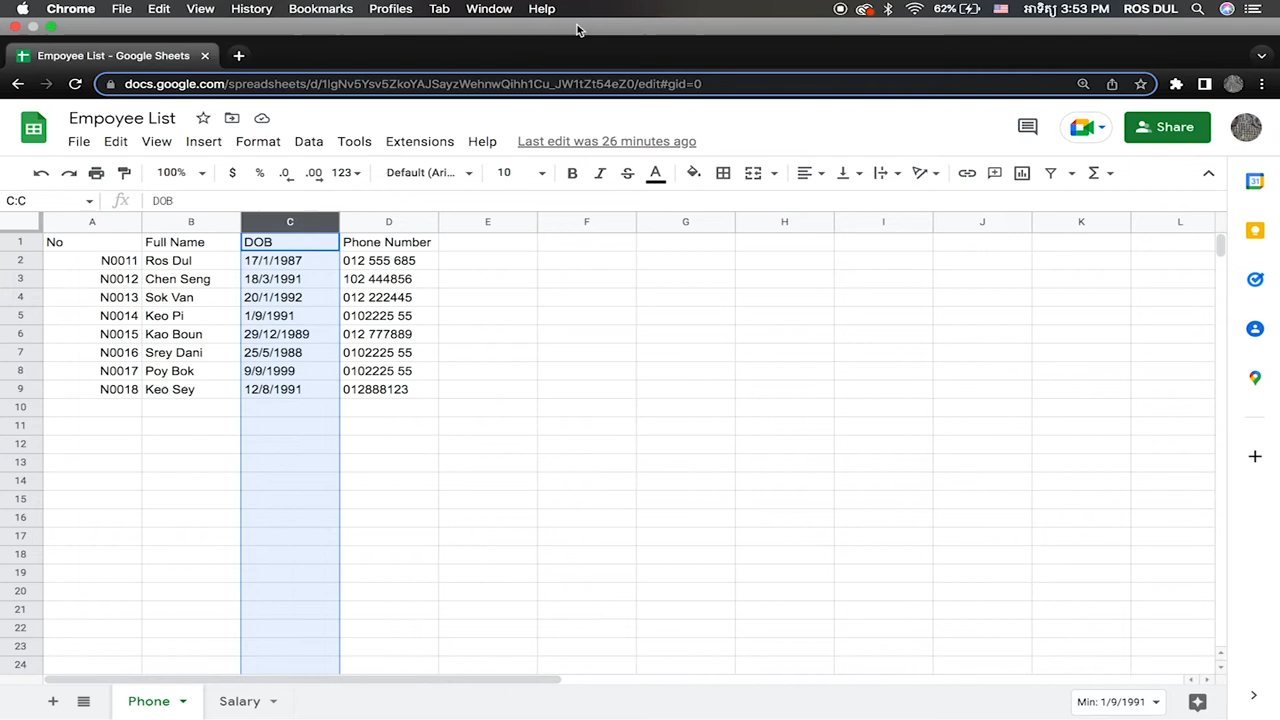 Chrome File Edit View History Bookmarks Profiles Tab Window Help 62% អាទិត្យ 3:53 PM ROS DUL
Empoyee List - Google Sheets
docs.google.com/spreadsheets/d/1lgNv5Ysv5ZkoYAJSayzWehnwQihh1Cu_JW1tZt54eZ0/edit#gid=0
Empoyee List
File Edit View Insert Format Data Tools Extensions Help Last edit was 26 minutes ago
Share
100% $ % .0 .00 123 Default (Ari... 10 B I S A
C:C fx DOB
A B C D E F G H I J K L
1 No Full Name DOB Phone Number
2 N0011 Ros Dul 17/1/1987 012 555 685
3 N0012 Chen Seng 18/3/1991 102 444856
4 N0013 Sok Van 20/1/1992 012 222445
5 N0014 Keo Pi 1/9/1991 0102225 55
6 N0015 Kao Boun 29/12/1989 012 777889
7 N0016 Srey Dani 25/5/1988 0102225 55
8 N0017 Poy Bok 9/9/1999 0102225 55
9 N0018 Keo Sey 12/8/1991 012888123
10
11
12
13
14
15
16
17
18
19
20
21
22
23
24
Phone Salary Min: 1/9/1991
31